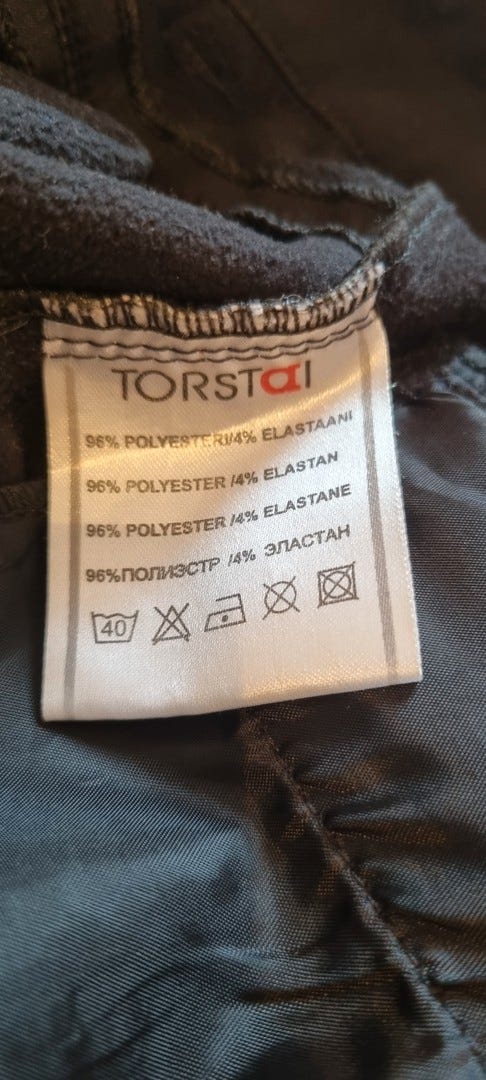 TORSTAI
96% POLYESTERI/4% ELASTAANI
96% POLYESTER /4% ELASTAN
96% POLYESTER /4% ELASTANE
96%ПОЛИЭСТР /4% ЭЛАСТАН
40